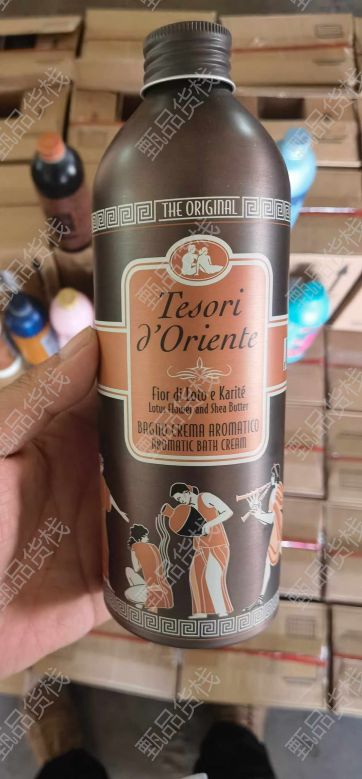 THE ORIGINAL
Tesori
d'Oriente
Fior di Loto e Karité
Lotus Flower and Shea Butter
BAGNO CREMA AROMATICO
AROMATIC BATH CREAM
甄品货栈